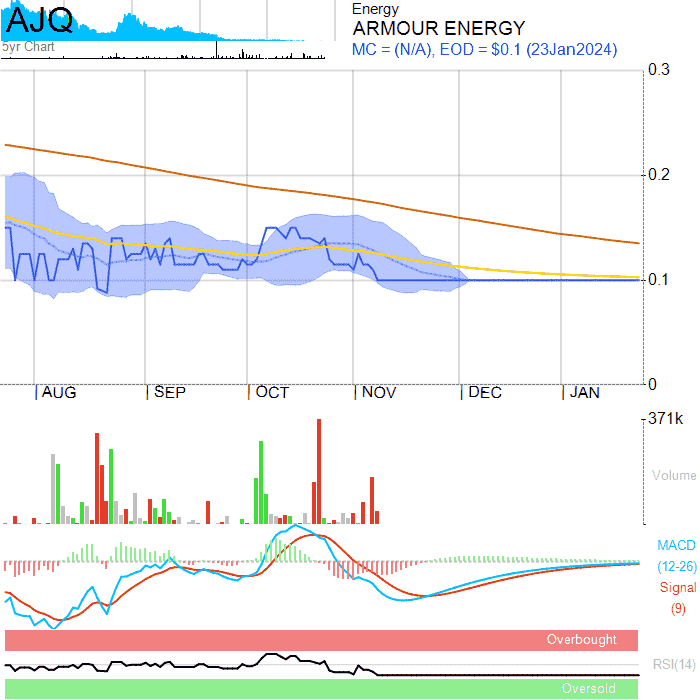 AJQ
5yr Chart
Energy
ARMOUR ENERGY
MC = (N/A), EOD = $0.1 (23Jan2024)
0.3
0.2
0.1
0
AUG SEP OCT NOV DEC JAN
371k
Volume
MACD
(12-26)
Signal
(9)
Overbought
RSI(14)
Oversold